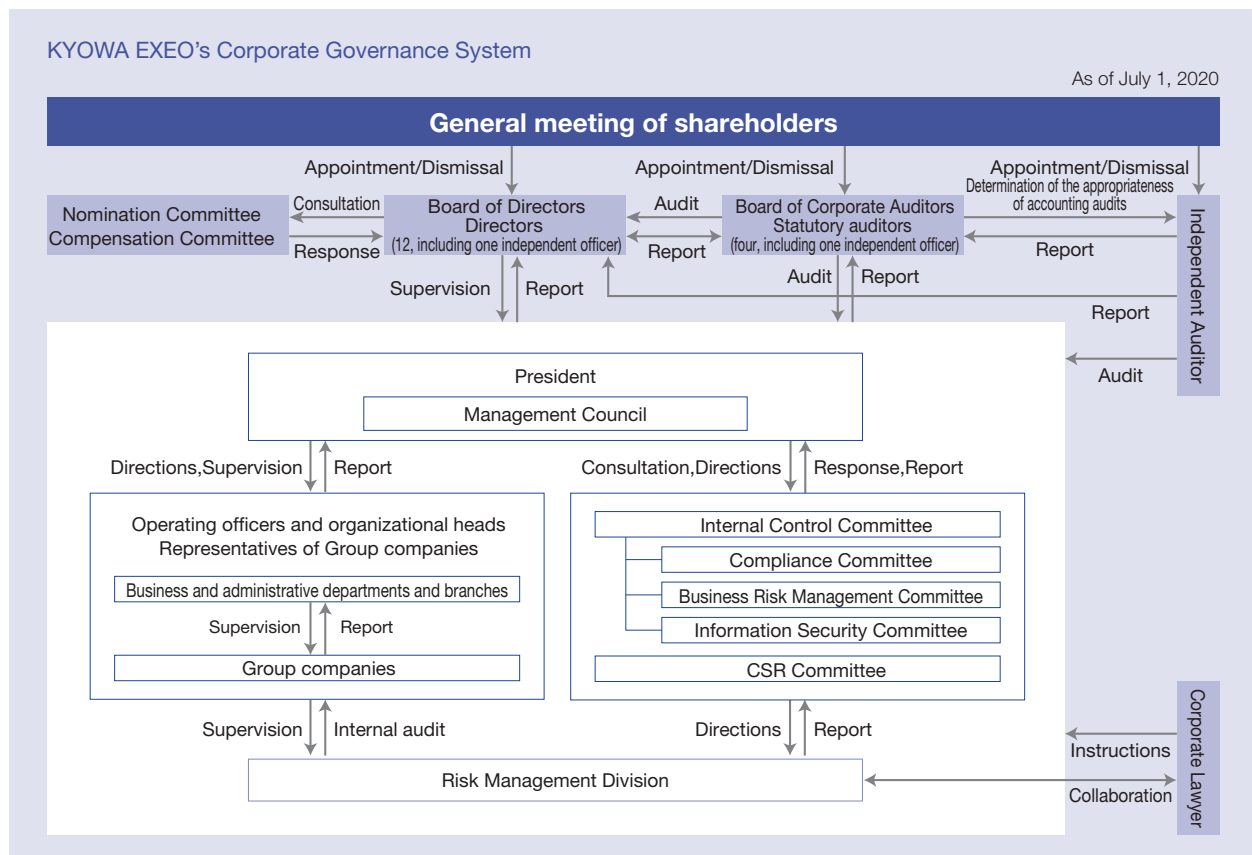 KYOWA EXEO's Corporate Governance System
As of July 1, 2020
General meeting of shareholders
Appointment/Dismissal
Appointment/Dismissal
Appointment/Dismissal
Nomination Committee
Compensation Committee
Consultation
Response
Board of Directors
Directors
(12, including one independent officer)
Audit
Report
Board of Corporate Auditors
Statutory auditors
(four, including one independent officer)
Determination of the appropriateness
of accounting audits
Report
Independent Auditor
Supervision
Report
Audit
Report
Report
Audit
President
Management Council
Directions,Supervision
Report
Consultation,Directions
Response,Report
Operating officers and organizational heads
Representatives of Group companies
Business and administrative departments and branches
Supervision
Report
Group companies
Internal Control Committee
Compliance Committee
Business Risk Management Committee
Information Security Committee
CSR Committee
Supervision
Internal audit
Directions
Report
Risk Management Division
Instructions
Collaboration
Corporate Lawyer